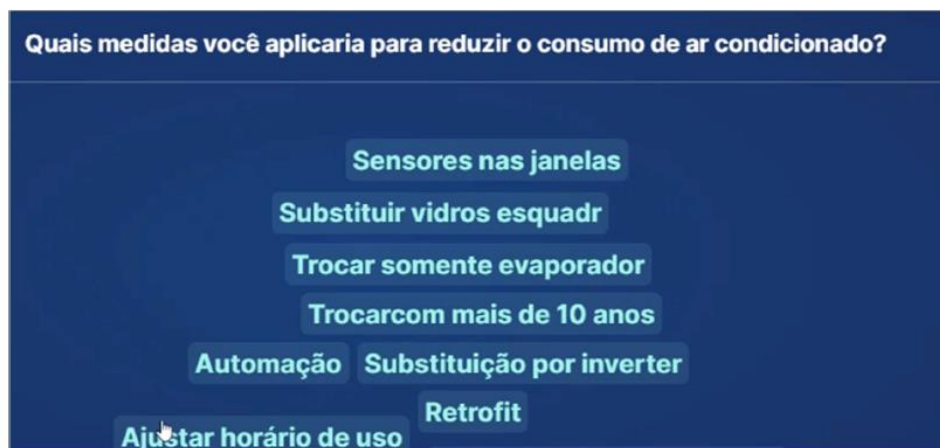 Quais medidas você aplicaria para reduzir o consumo de ar condicionado?
Sensores nas janelas
Substituir vidros esquadr
Trocar somente evaporador
Trocarcom mais de 10 anos
Automação Substituição por inverter
Retrofit
Ajustar horário de uso